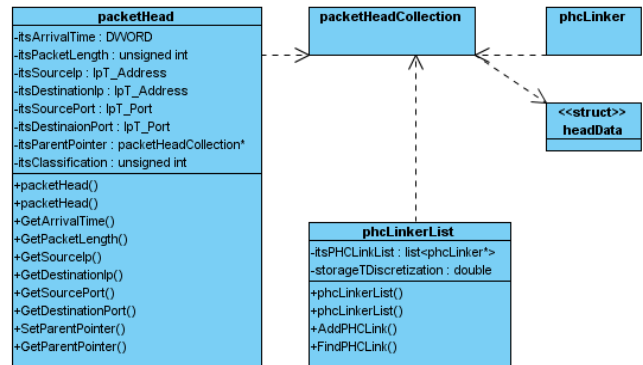 packetHead
-itsArrivalTime : DWORD
-itsPacketLength : unsigned int
-itsSourceIp : IpT_Address
-itsDestinationIp : IpT_Address
-itsSourcePort : IpT_Port
-itsDestinaionPort : IpT_Port
-itsParentPointer : packetHeadCollection*
-itsClassification : unsigned int
+packetHead()
+packetHead()
+GetArrivalTime()
+GetPacketLength()
+GetSourceIp()
+GetDestinationIp()
+GetSourcePort()
+GetDestinationPort()
+SetParentPointer()
+GetParentPointer()
packetHeadCollection
phcLinker
<<struct>>
headData
phcLinkerList
-itsPHCLinkList : list<phcLinker*>
-storageTDiscretization : double
+phcLinkerList()
+phcLinkerList()
+AddPHCLink()
+FindPHCLink()